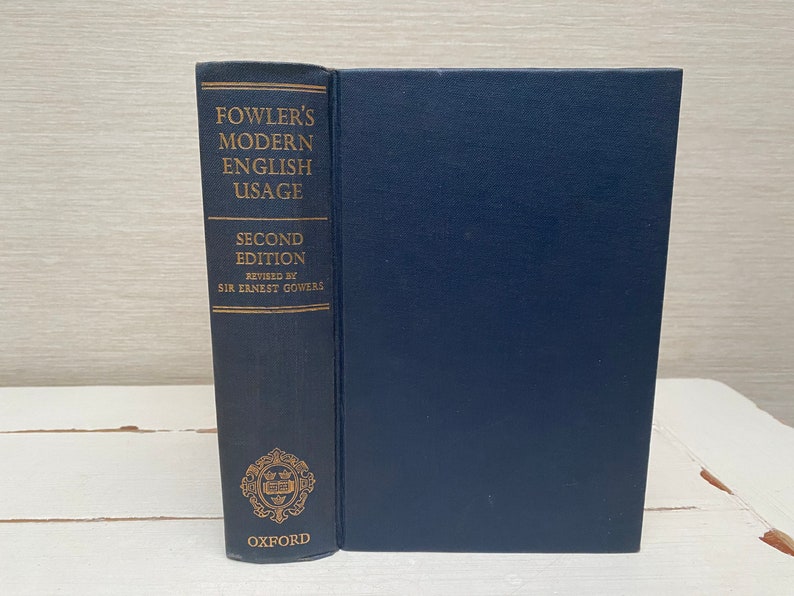 FOWLER'S
MODERN
ENGLISH
USAGE
SECOND
EDITION
REVISED BY
SIR ERNEST GOWERS
OXFORD